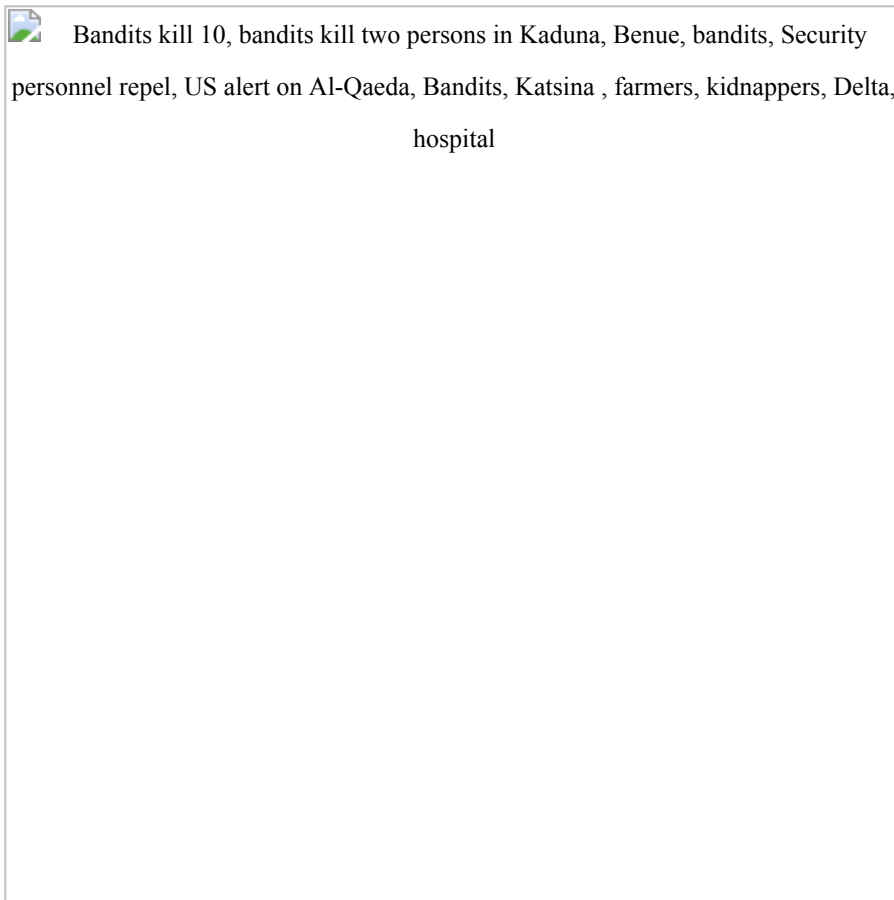 Bandits kill 10, bandits kill two persons in Kaduna, Benue, bandits, Security
personnel repel, US alert on Al-Qaeda, Bandits, Katsina , farmers, kidnappers, Delta,
hospital